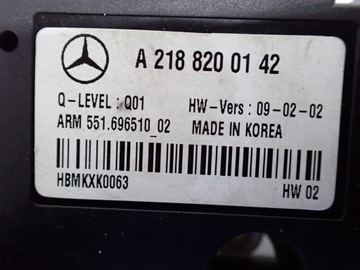 A 218 820 01 42
Q-LEVEL : Q01 HW-Vers : 09-02-02
ARM 551.696510_02 MADE IN KOREA
HBMKXK0063 HW 02